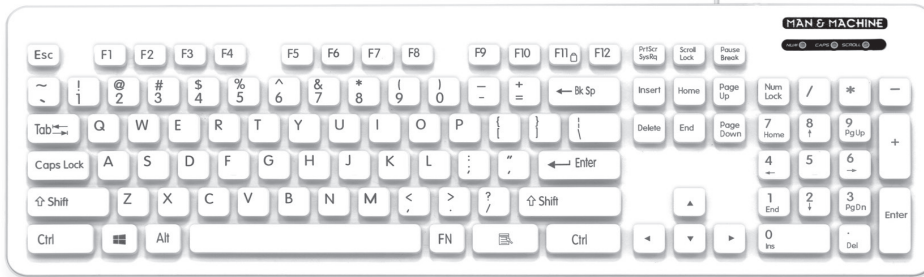 MAN & MACHINE
NUM CAPS SCROLL
Esc F1 F2 F3 F4 F5 F6 F7 F8 F9 F10 F11 F12 PrtScr SysRq Scroll Lock Pause Break
~ ` ! 1 @ 2 # 3 $ 4 % 5 ^ 6 & 7 * 8 ( 9 ) 0 _ - + = ← Bk Sp Insert Home Page Up Num Lock / * −
Tab Q W E R T Y U I O P { [ } ] ¦ \ Delete End Page Down 7 Home 8 ↑ 9 PgUp +
Caps Lock A S D F G H J K L : ; " , Enter 4 ← 5 6 →
⇧ Shift Z X C V B N M < , > . ? / ⇧ Shift ▲ 1 End 2 ↓ 3 PgDn Enter
Ctrl Alt FN Ctrl ◄ ▼ ► 0 Ins . Del